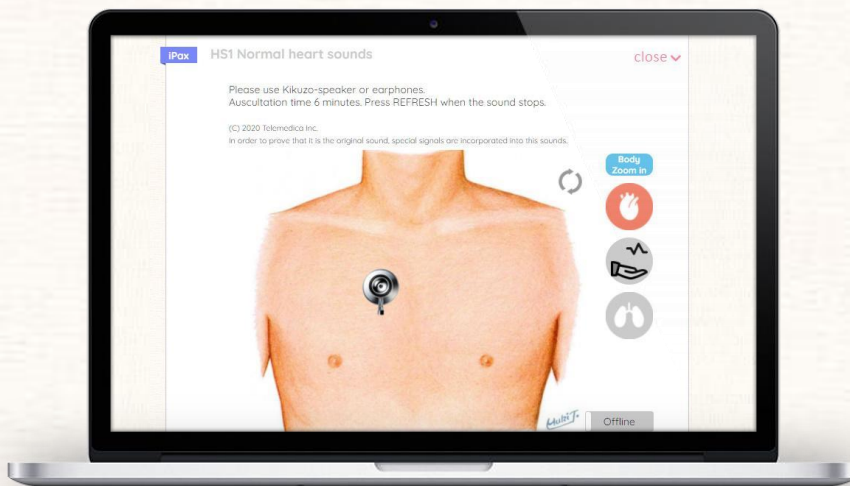 iPax
HS1 Normal heart sounds
close
Please use Kikuzo-speaker or earphones.
Auscultation time 6 minutes. Press REFRESH when the sound stops.
(C) 2020 Telemedica Inc.
In order to prove that it is the original sound, special signals are incorporated into this sounds.
Body
Zoom in
Offline